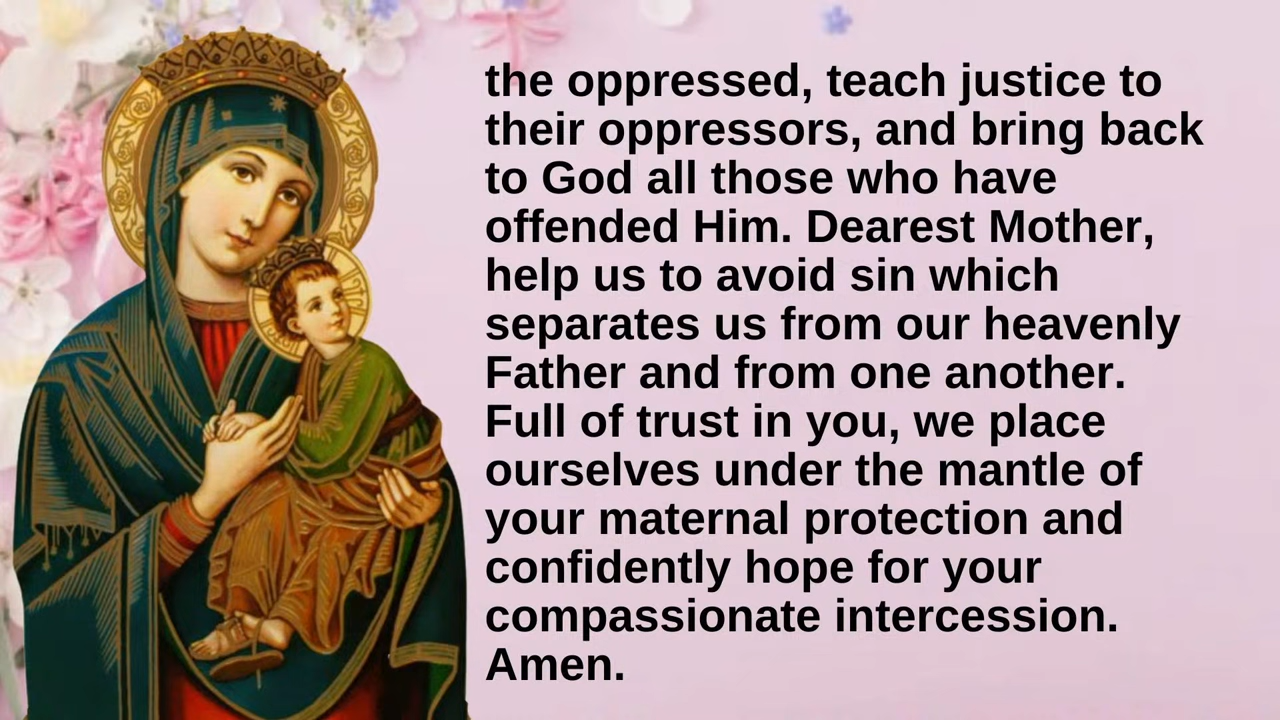 the oppressed, teach justice to
their oppressors, and bring back
to God all those who have
offended Him. Dearest Mother,
help us to avoid sin which
separates us from our heavenly
Father and from one another.
Full of trust in you, we place
ourselves under the mantle of
your maternal protection and
confidently hope for your
compassionate intercession.
Amen.